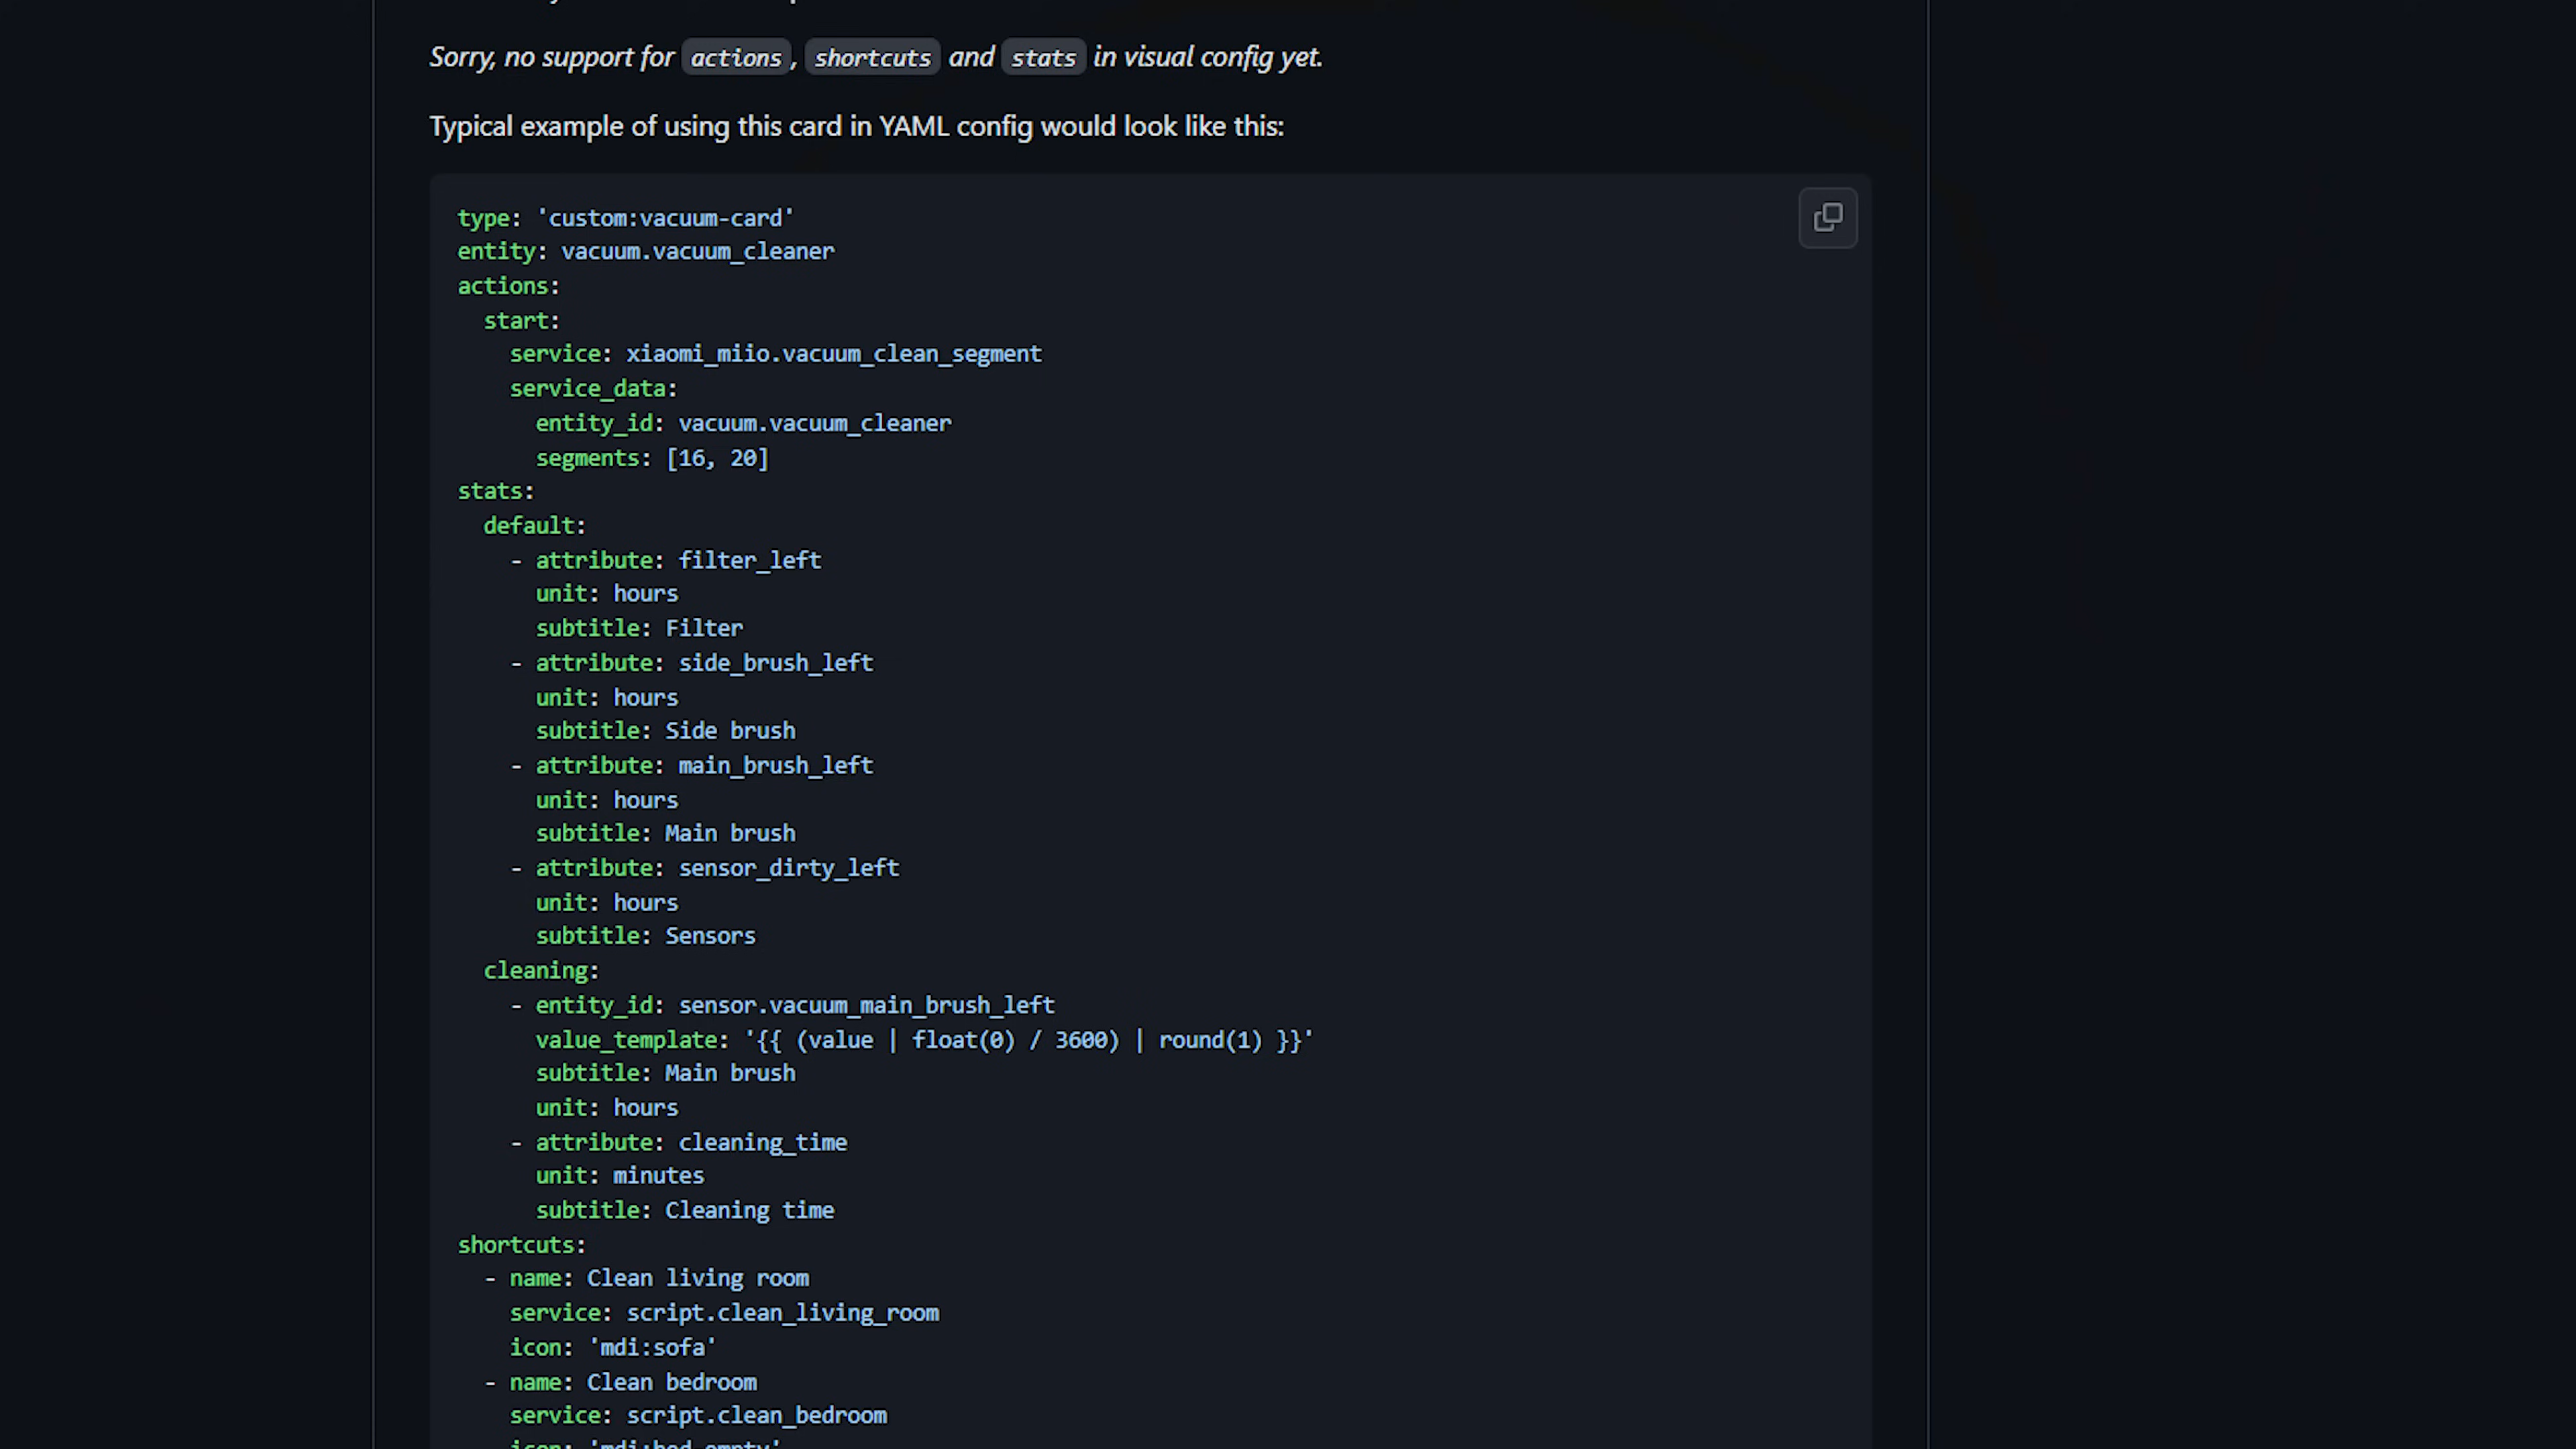 Sorry, no support for actions, shortcuts and stats in visual config yet.
Typical example of using this card in YAML config would look like this:
type: 'custom:vacuum-card'
entity: vacuum.vacuum_cleaner
actions:
  start:
    service: xiaomi_miio.vacuum_clean_segment
    service_data:
      entity_id: vacuum.vacuum_cleaner
      segments: [16, 20]
stats:
  default:
    - attribute: filter_left
      unit: hours
      subtitle: Filter
    - attribute: side_brush_left
      unit: hours
      subtitle: Side brush
    - attribute: main_brush_left
      unit: hours
      subtitle: Main brush
    - attribute: sensor_dirty_left
      unit: hours
      subtitle: Sensors
  cleaning:
    - entity_id: sensor.vacuum_main_brush_left
      value_template: '{{ (value | float(0) / 3600) | round(1) }}'
      subtitle: Main brush
      unit: hours
    - attribute: cleaning_time
      unit: minutes
      subtitle: Cleaning time
shortcuts:
  - name: Clean living room
    service: script.clean_living_room
    icon: 'mdi:sofa'
  - name: Clean bedroom
    service: script.clean_bedroom
    icon: 'mdi:bed-empty'